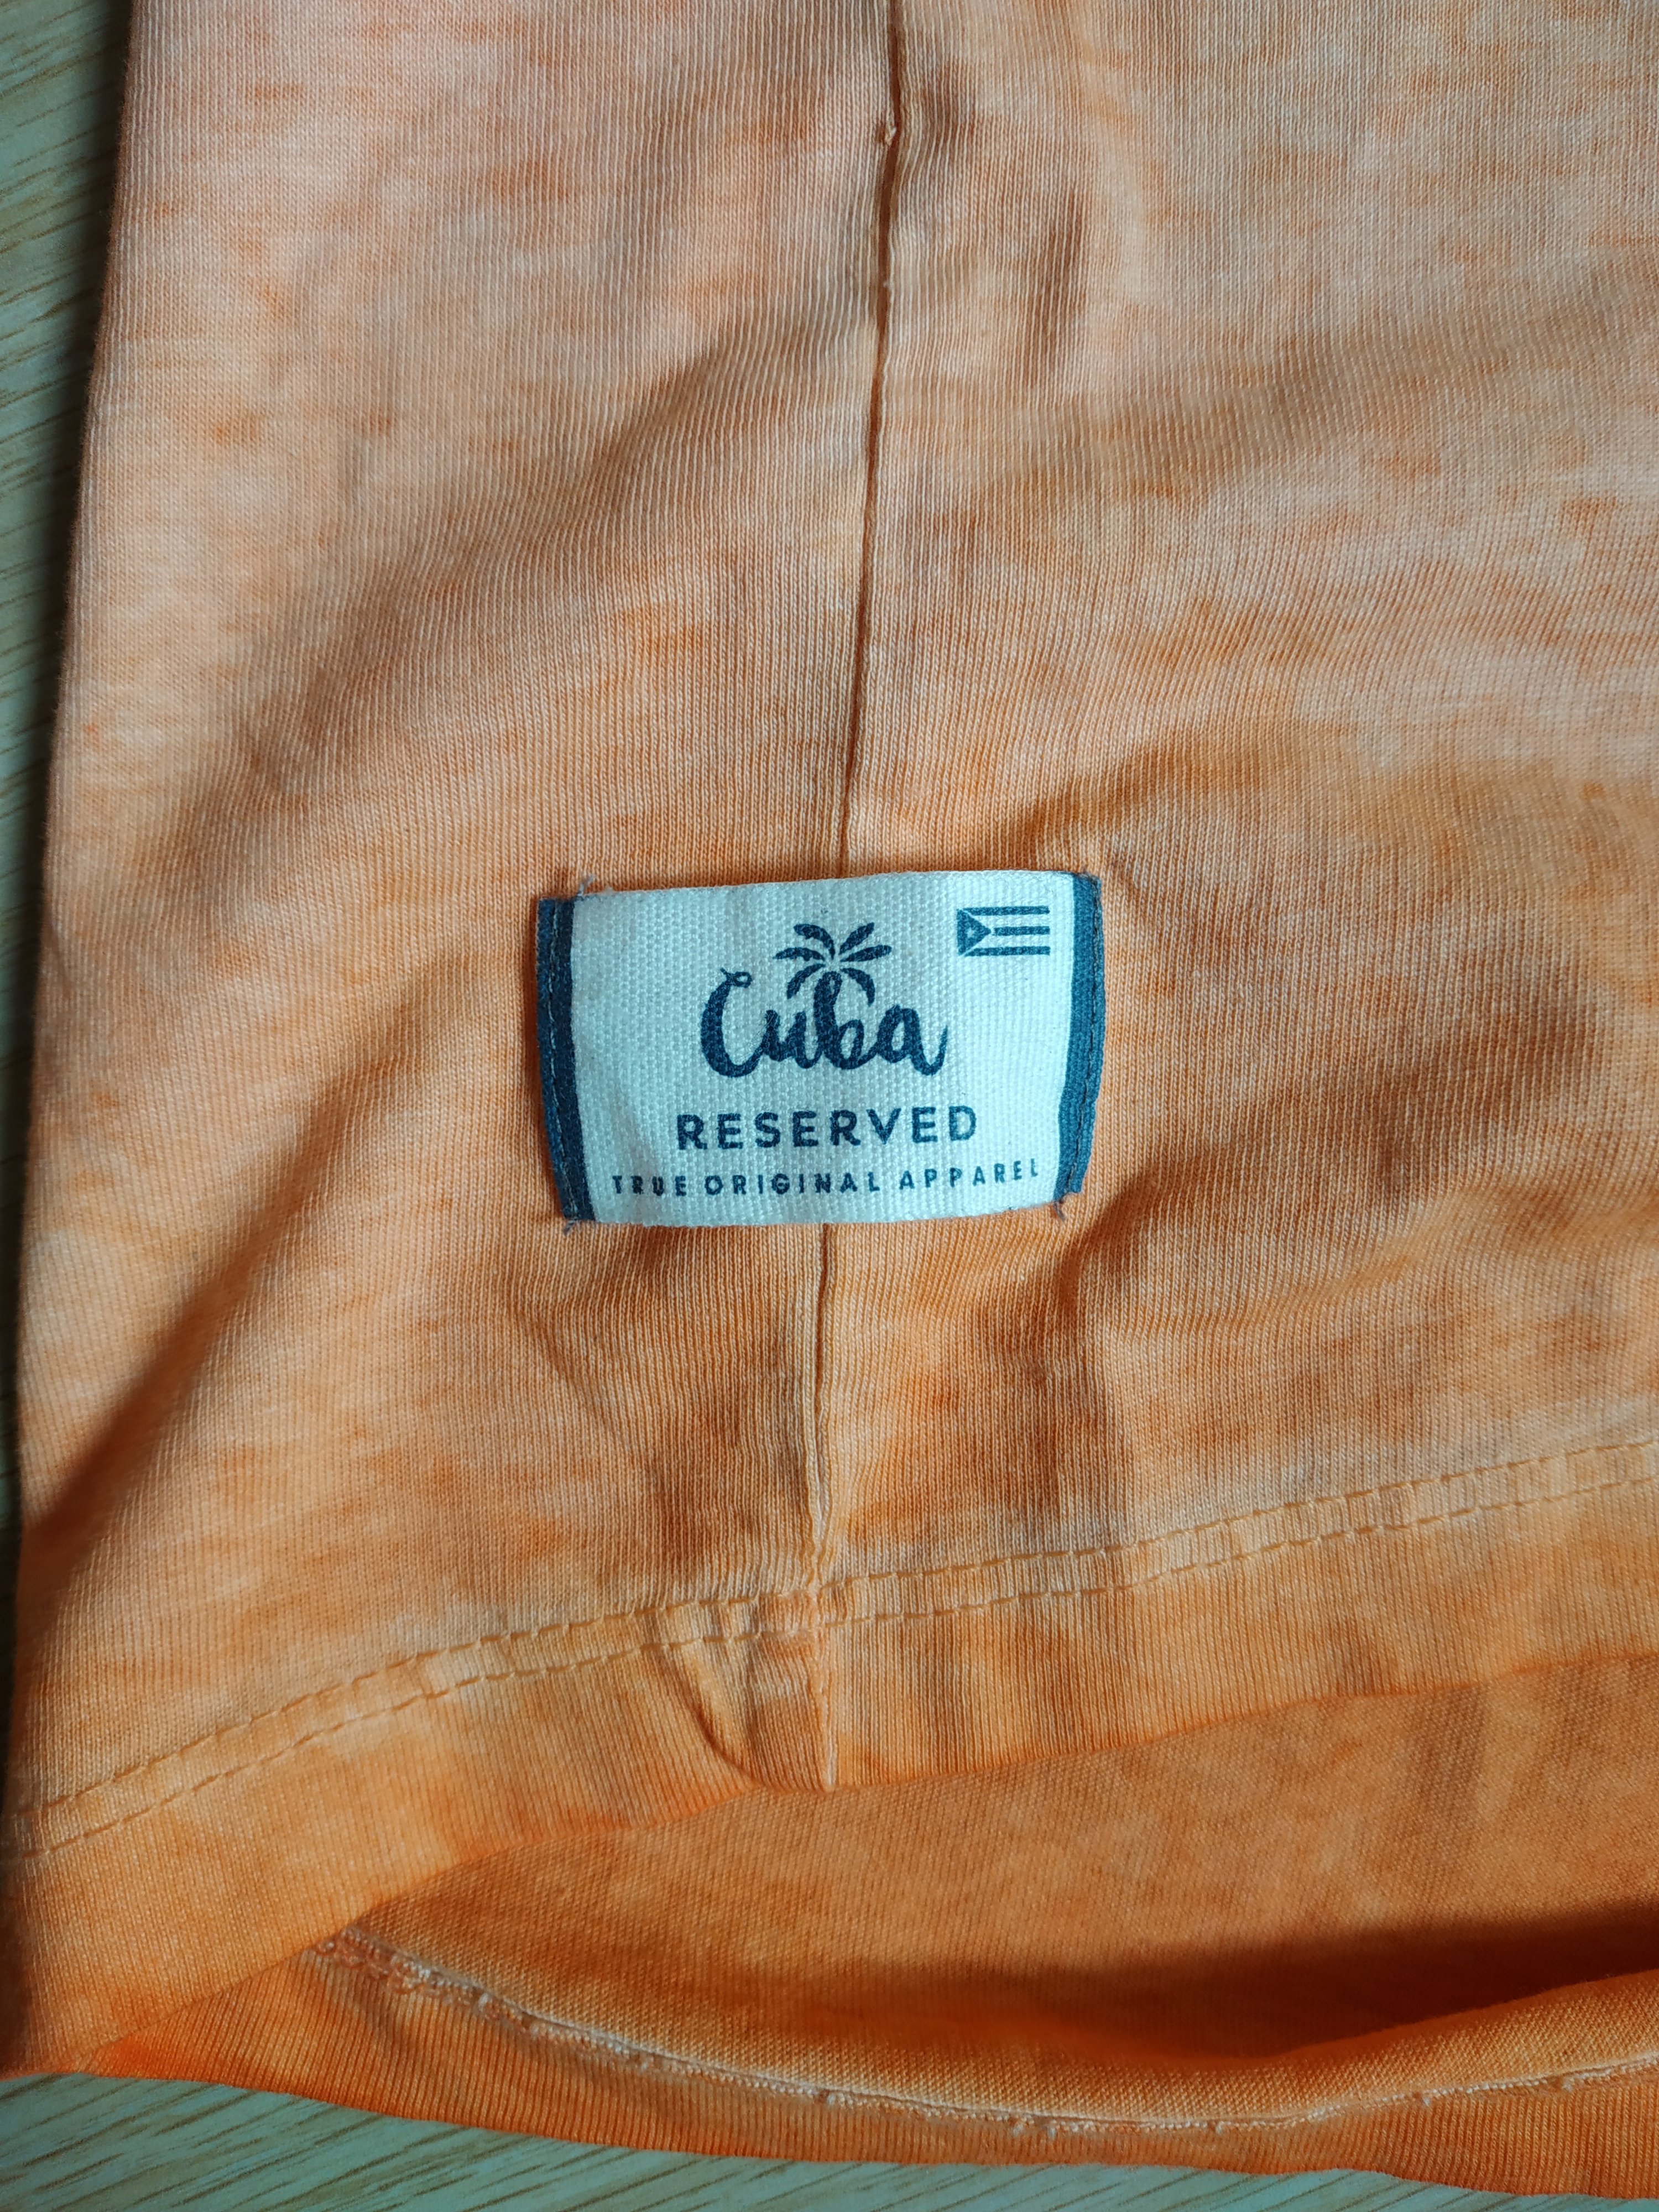 Cuba
RESERVED
TRUE ORIGINAL APPAREL